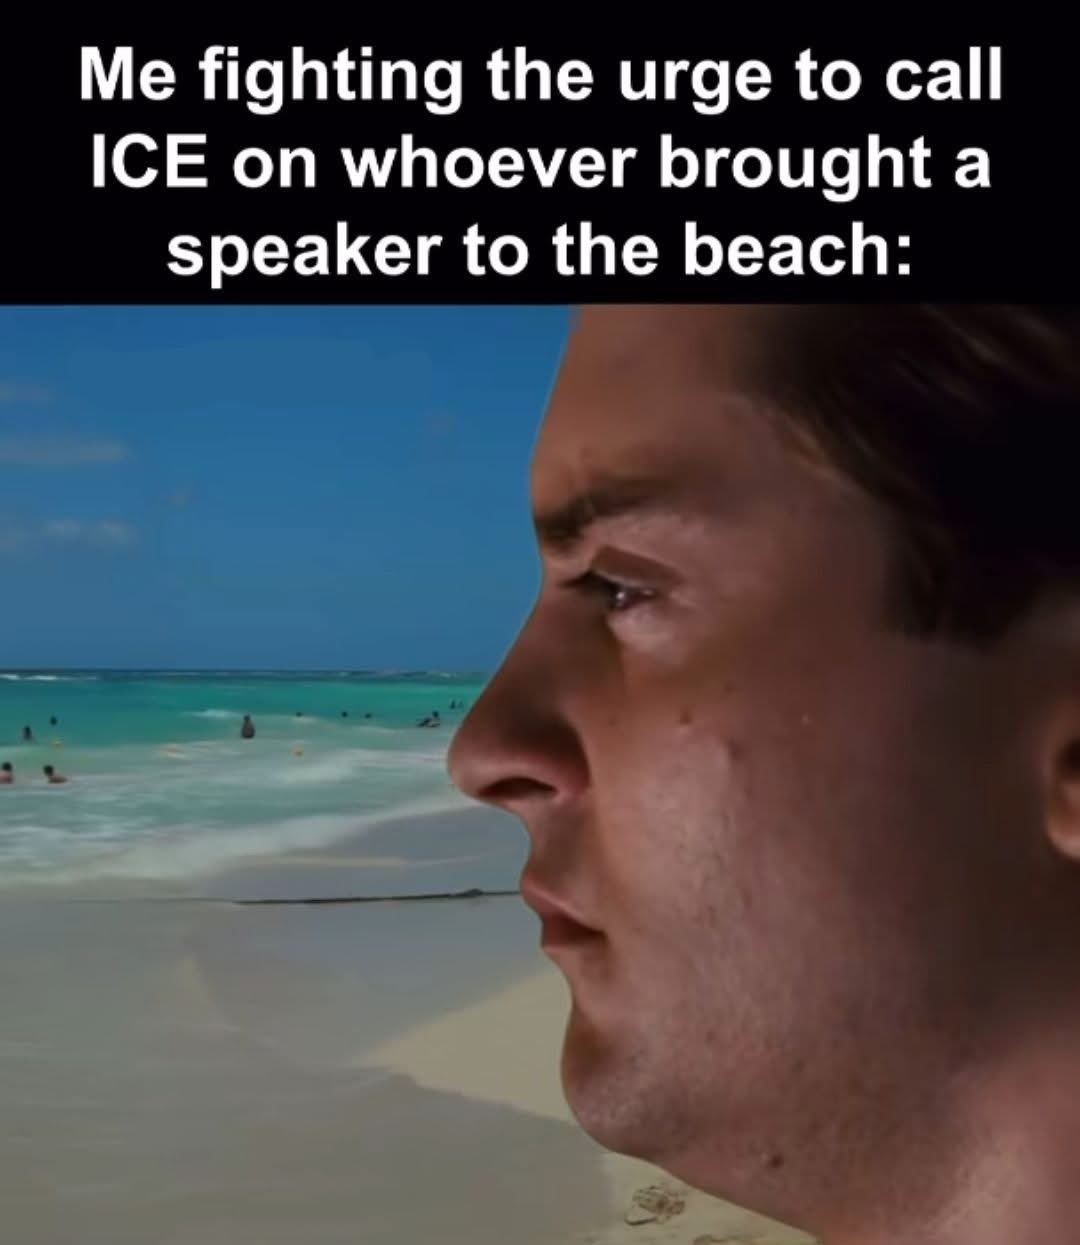 Me fighting the urge to call
ICE on whoever brought a
speaker to the beach: